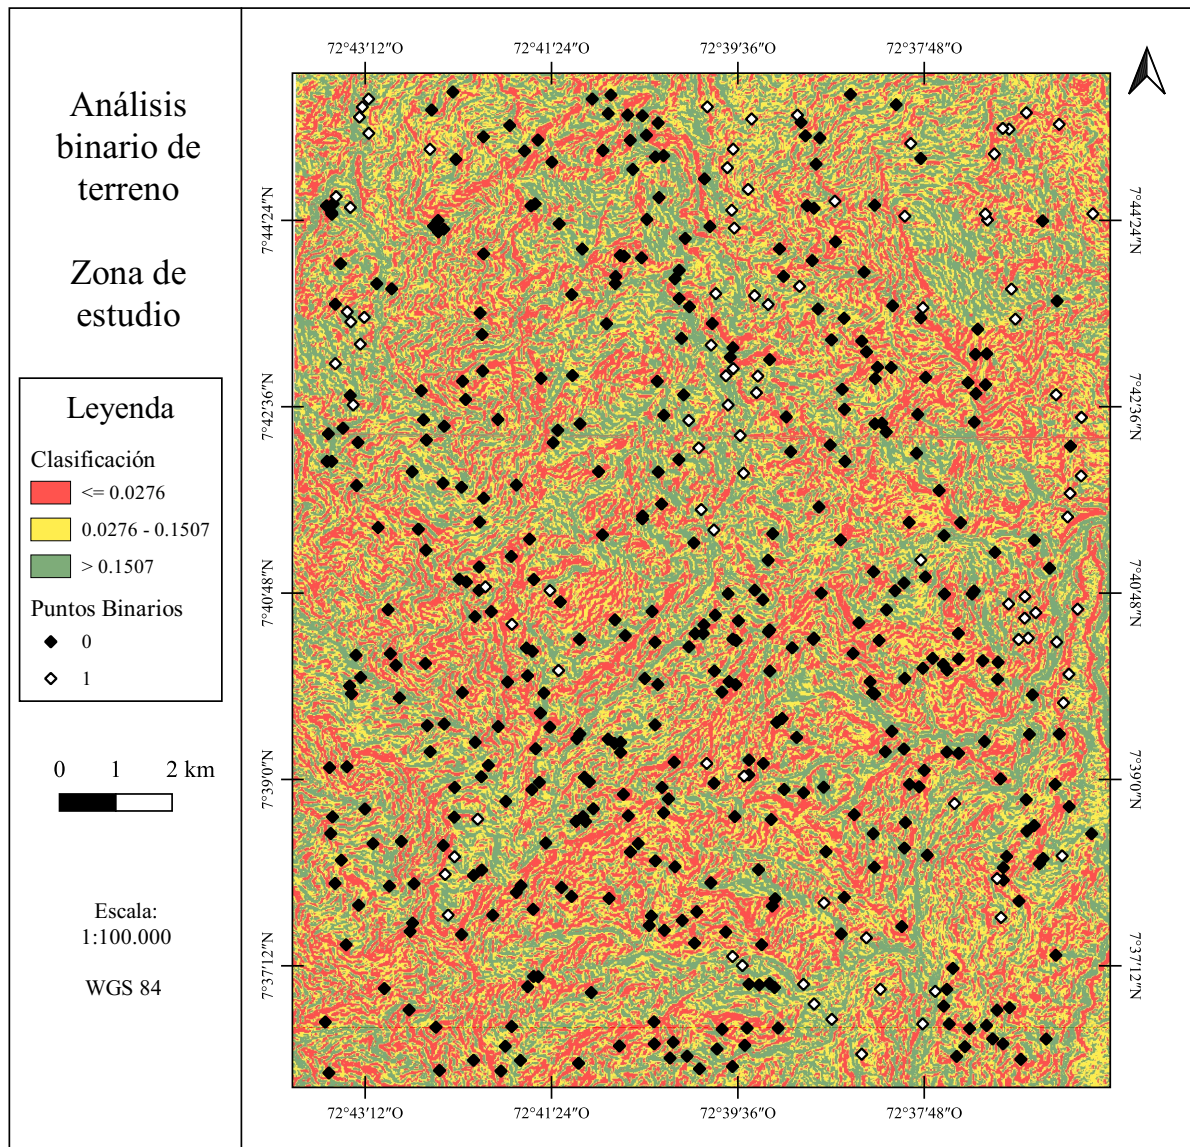 Análisis
binario de
terreno
Zona de
estudio
Leyenda
Clasificación
<= 0.0276
0.0276 - 0.1507
> 0.1507
Puntos Binarios
0
1
0 1 2 km
Escala:
1:100.000
WGS 84
72°43'12"O 72°41'24"O 72°39'36"O 72°37'48"O
7°44'24"N 7°44'24"N
7°42'36"N 7°42'36"N
7°40'48"N 7°40'48"N
7°39'0"N 7°39'0"N
7°37'12"N 7°37'12"N
72°43'12"O 72°41'24"O 72°39'36"O 72°37'48"O